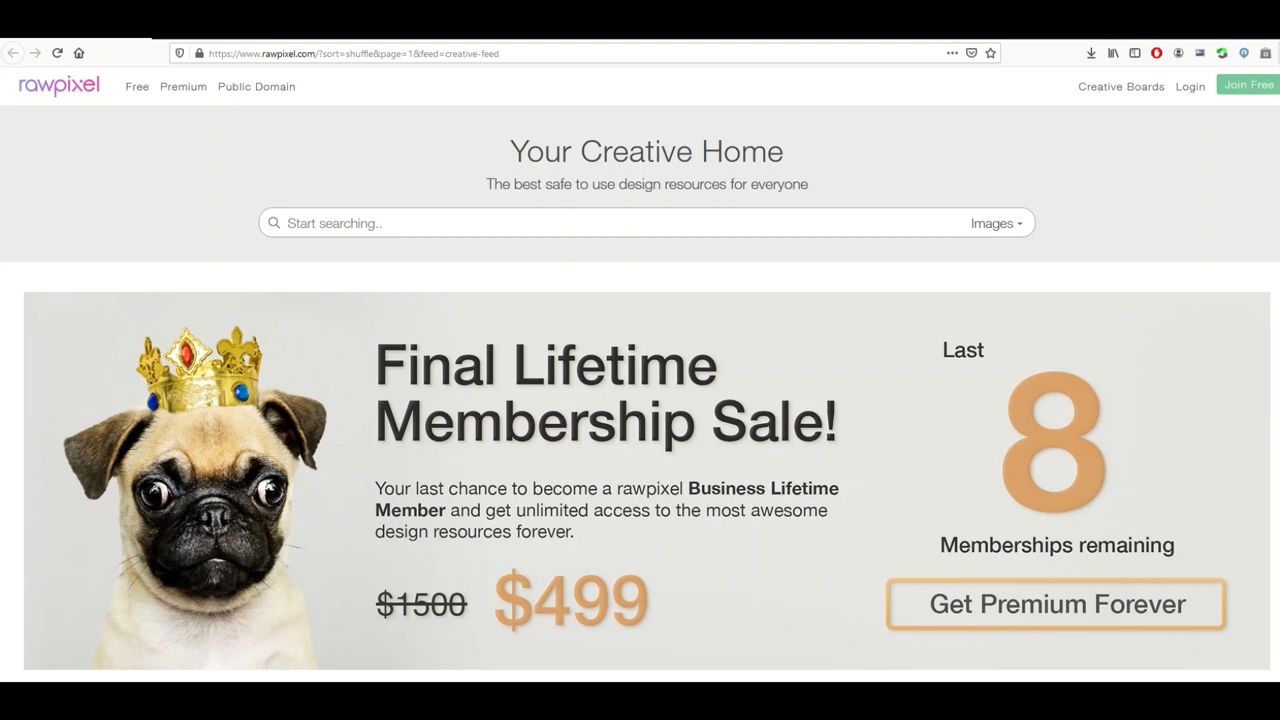 https://www.rawpixel.com/?sort=shuffle&page=1&feed=creative-feed
rawpixel Free Premium Public Domain Creative Boards Login Join Free
Your Creative Home
The best safe to use design resources for everyone
Start searching.. Images
Final Lifetime
Membership Sale!
Your last chance to become a rawpixel Business Lifetime
Member and get unlimited access to the most awesome
design resources forever.
$1500 $499
Last
8
Memberships remaining
Get Premium Forever